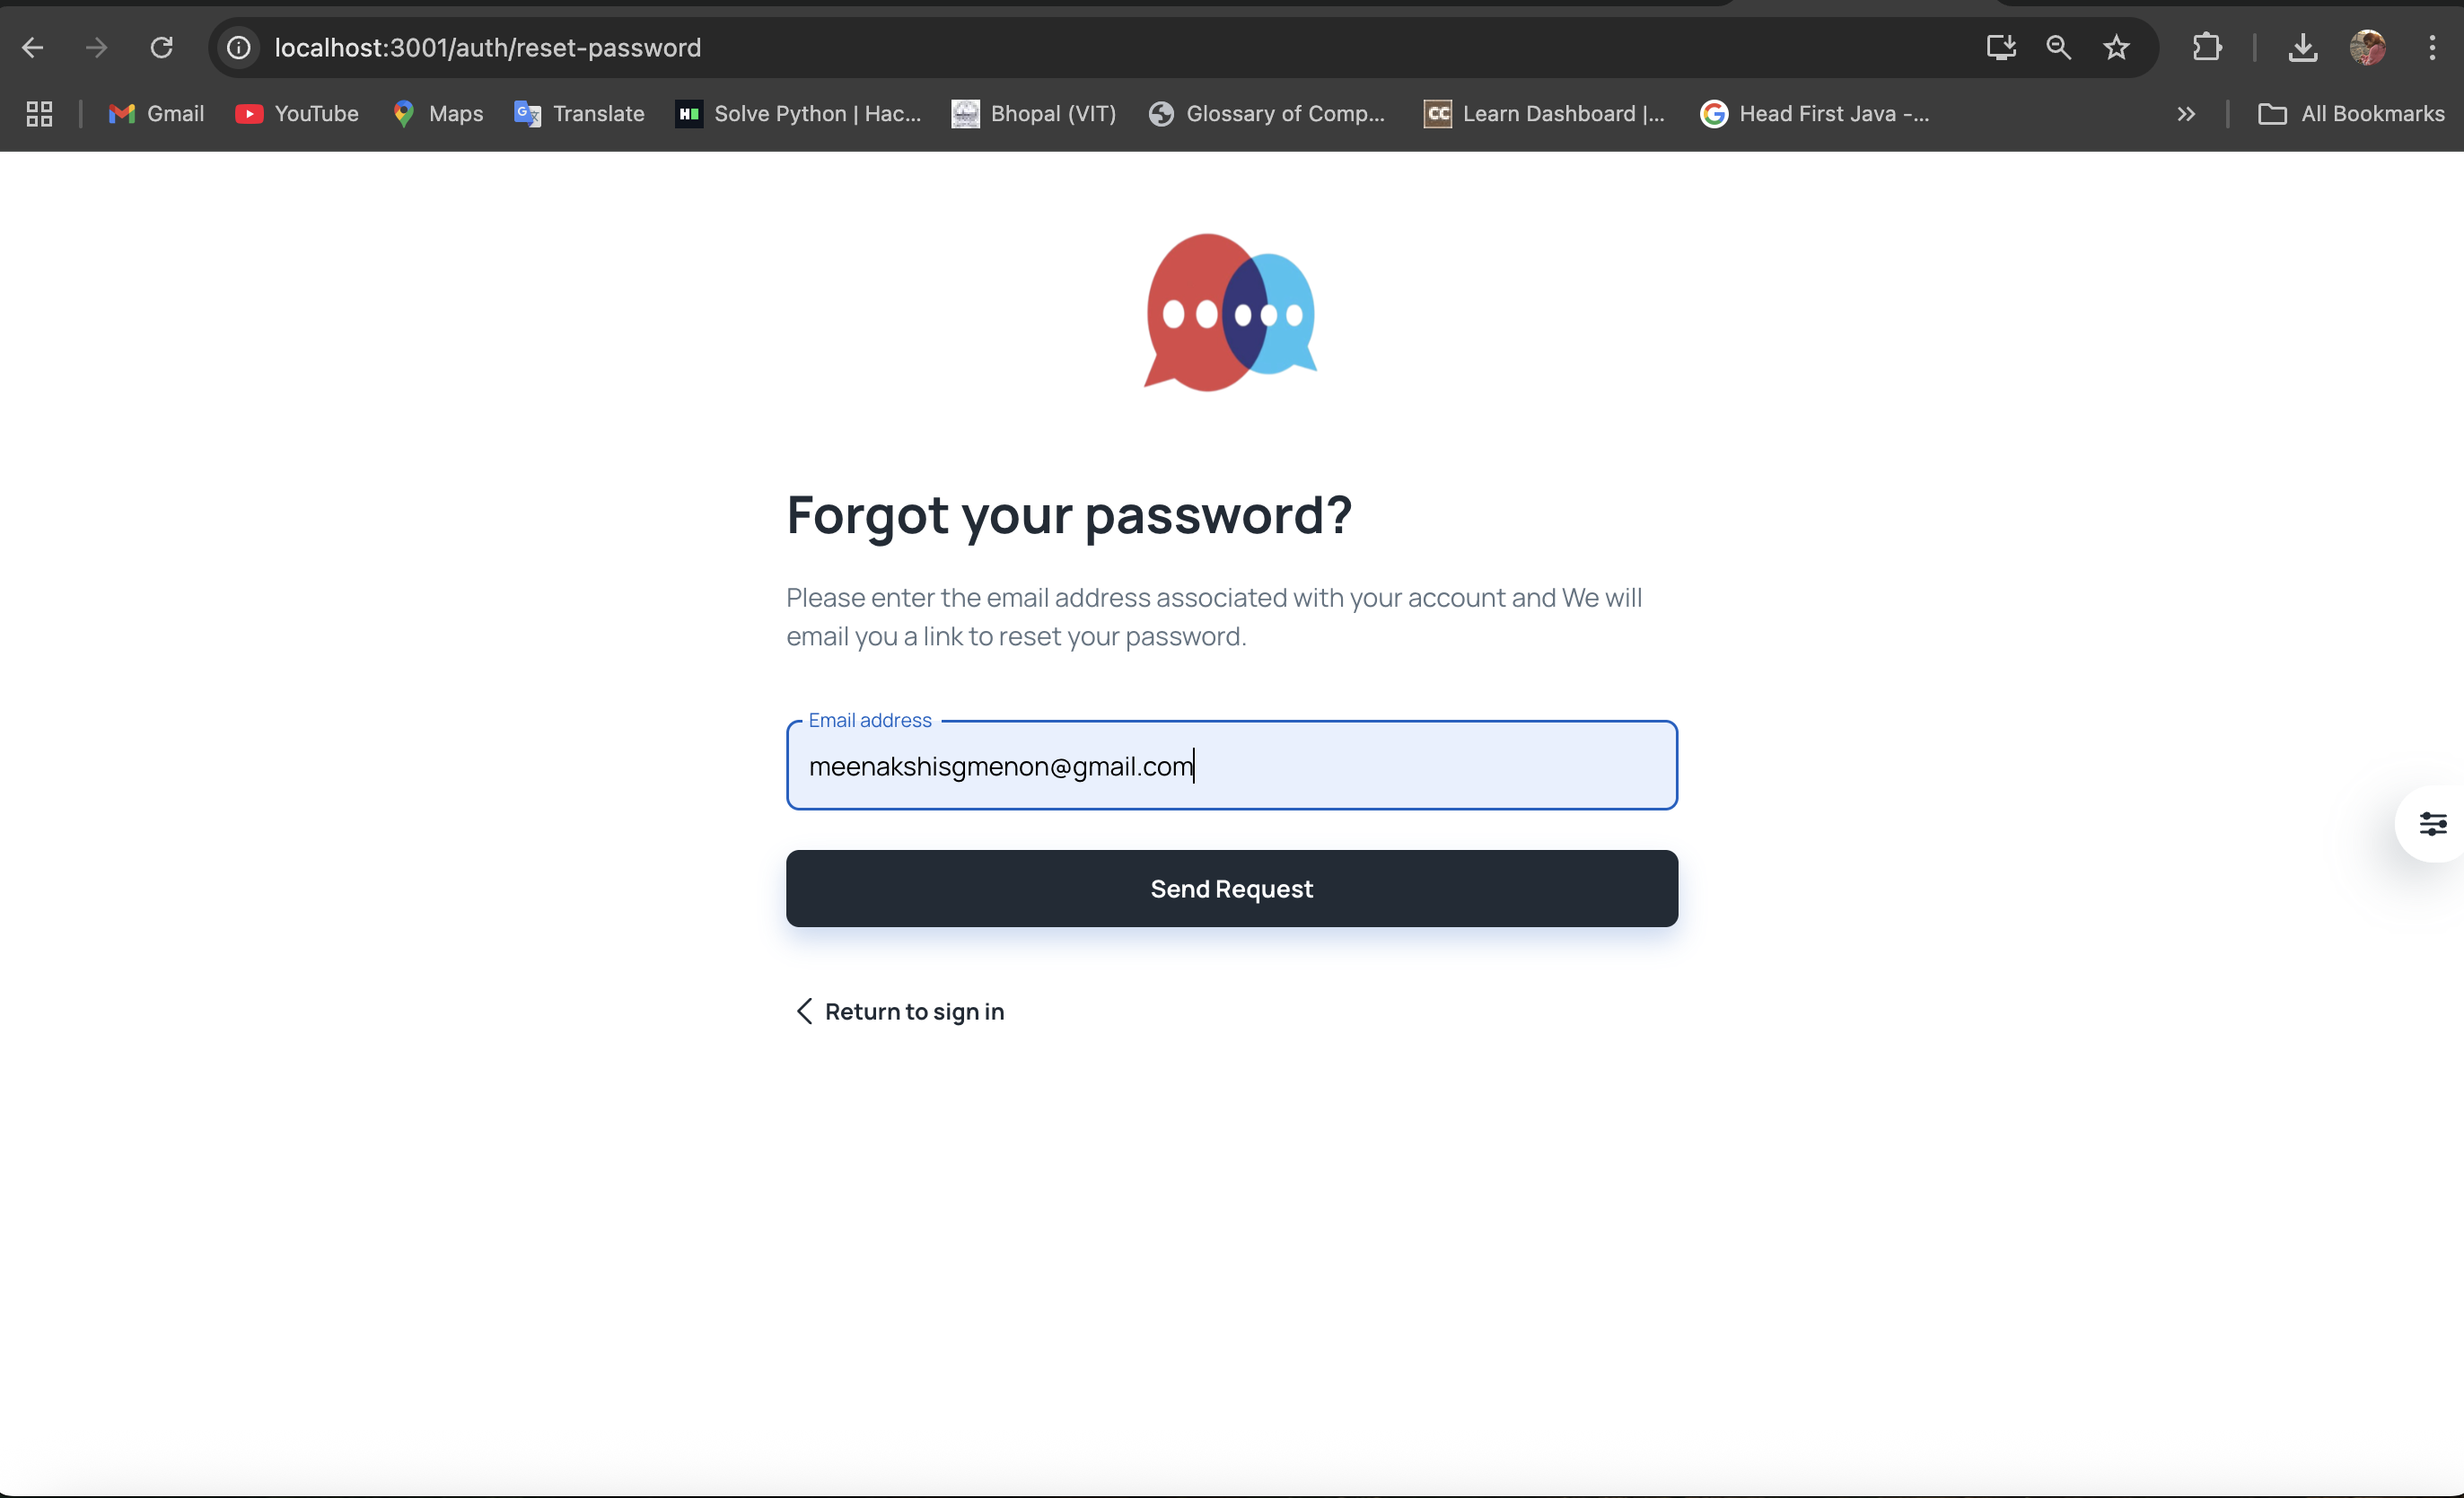 localhost:3001/auth/reset-password
Gmail
YouTube
Maps
Translate
Solve Python | Hac...
Bhopal (VIT)
Glossary of Comp...
Learn Dashboard |...
Head First Java -...
All Bookmarks
Forgot your password?
Please enter the email address associated with your account and We will
email you a link to reset your password.
Email address
meenakshisgmenon@gmail.com
Send Request
Return to sign in